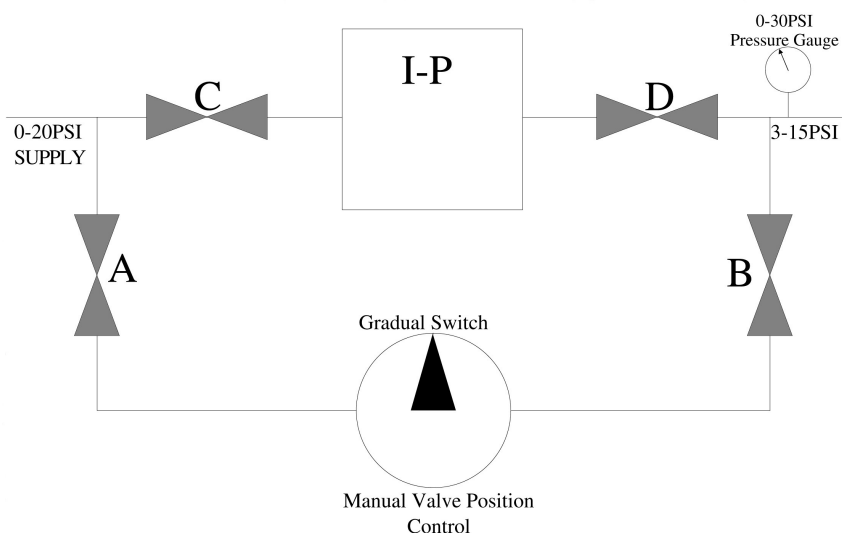 0-30PSI
Pressure Gauge
I-P
C
D
0-20PSI
SUPPLY
3-15PSI
A
B
Gradual Switch
Manual Valve Position
Control